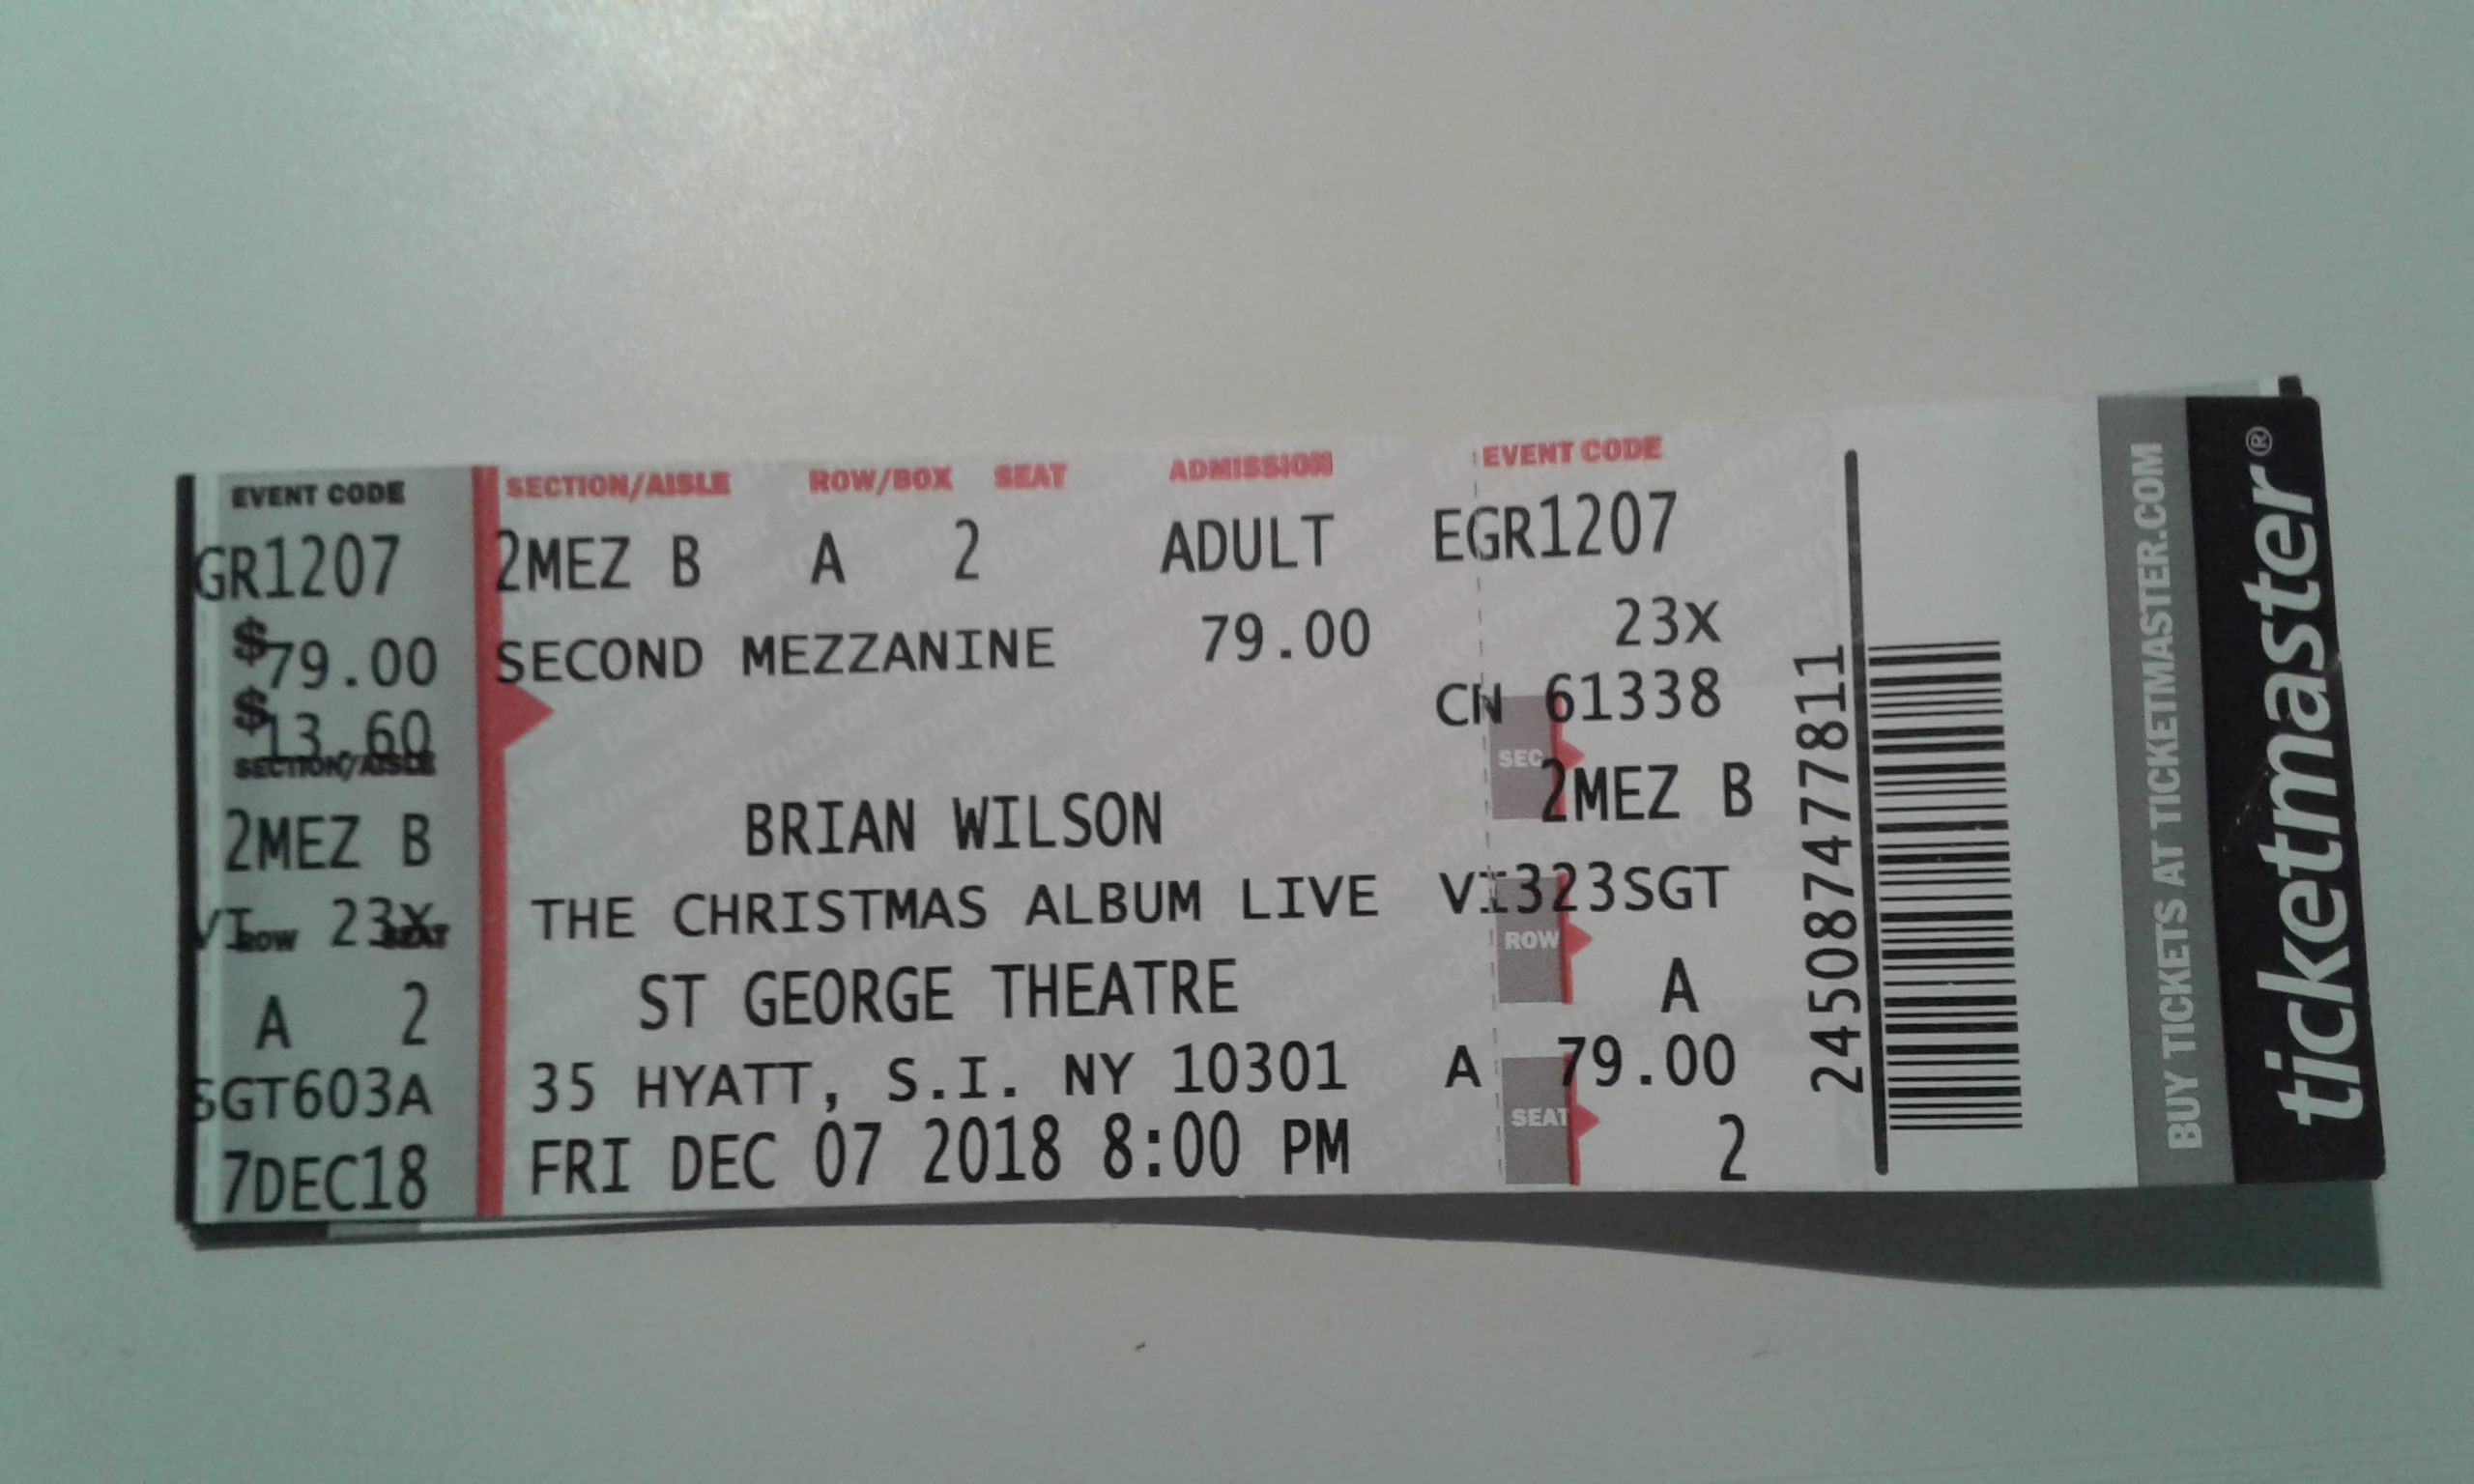 EVENT CODE
GR1207
$79.00
$13.60
SECTION/AISLE
2MEZ B
VI ROW 23X SEAT
A 2
SGT603A
7DEC18
SECTION/AISLE ROW/BOX SEAT ADMISSION
2MEZ B A 2 ADULT
SECOND MEZZANINE 79.00
BRIAN WILSON
THE CHRISTMAS ALBUM LIVE
ST GEORGE THEATRE
35 HYATT, S.I. NY 10301
FRI DEC 07 2018 8:00 PM
EVENT CODE
EGR1207
23X
CN 61338
SEC
2MEZ B
VI323SGT
ROW
A
A 79.00
SEAT
2
245087477811
BUY TICKETS AT TICKETMASTER.COM
ticketmaster®